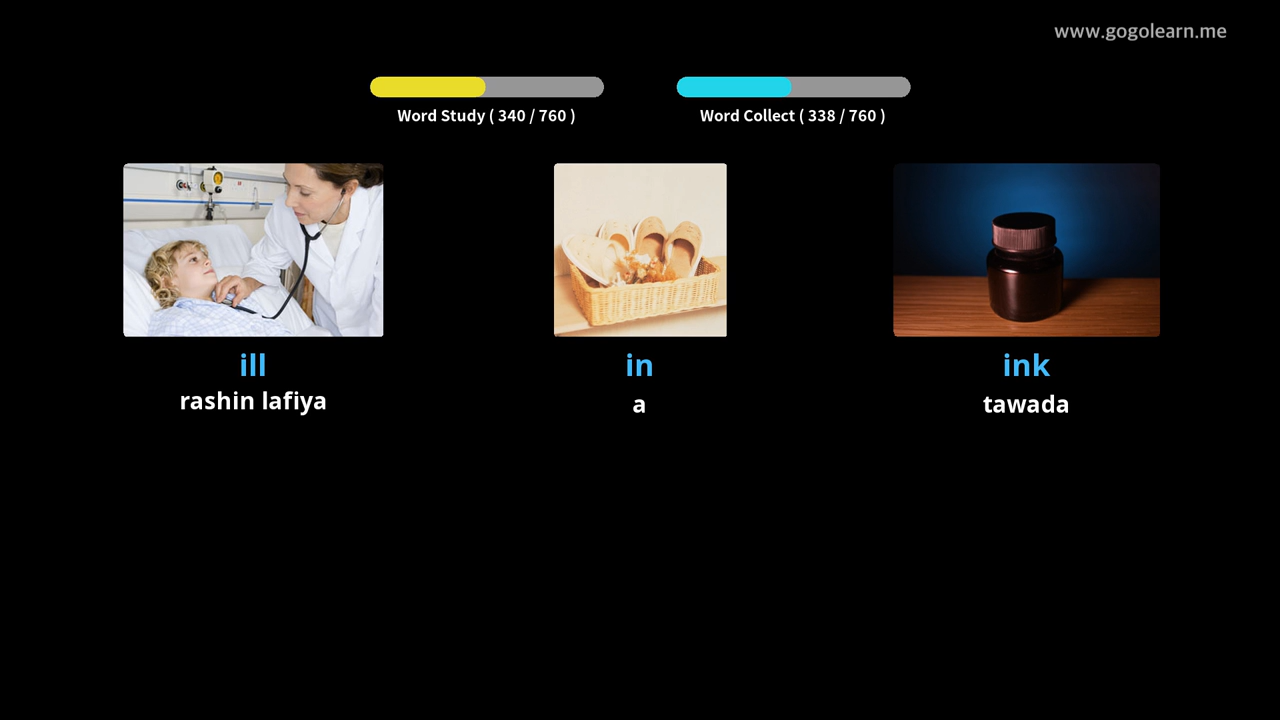 www.gogolearn.me
Word Study ( 340 / 760 )
Word Collect ( 338 / 760 )
ill
rashin lafiya
in
a
ink
tawada